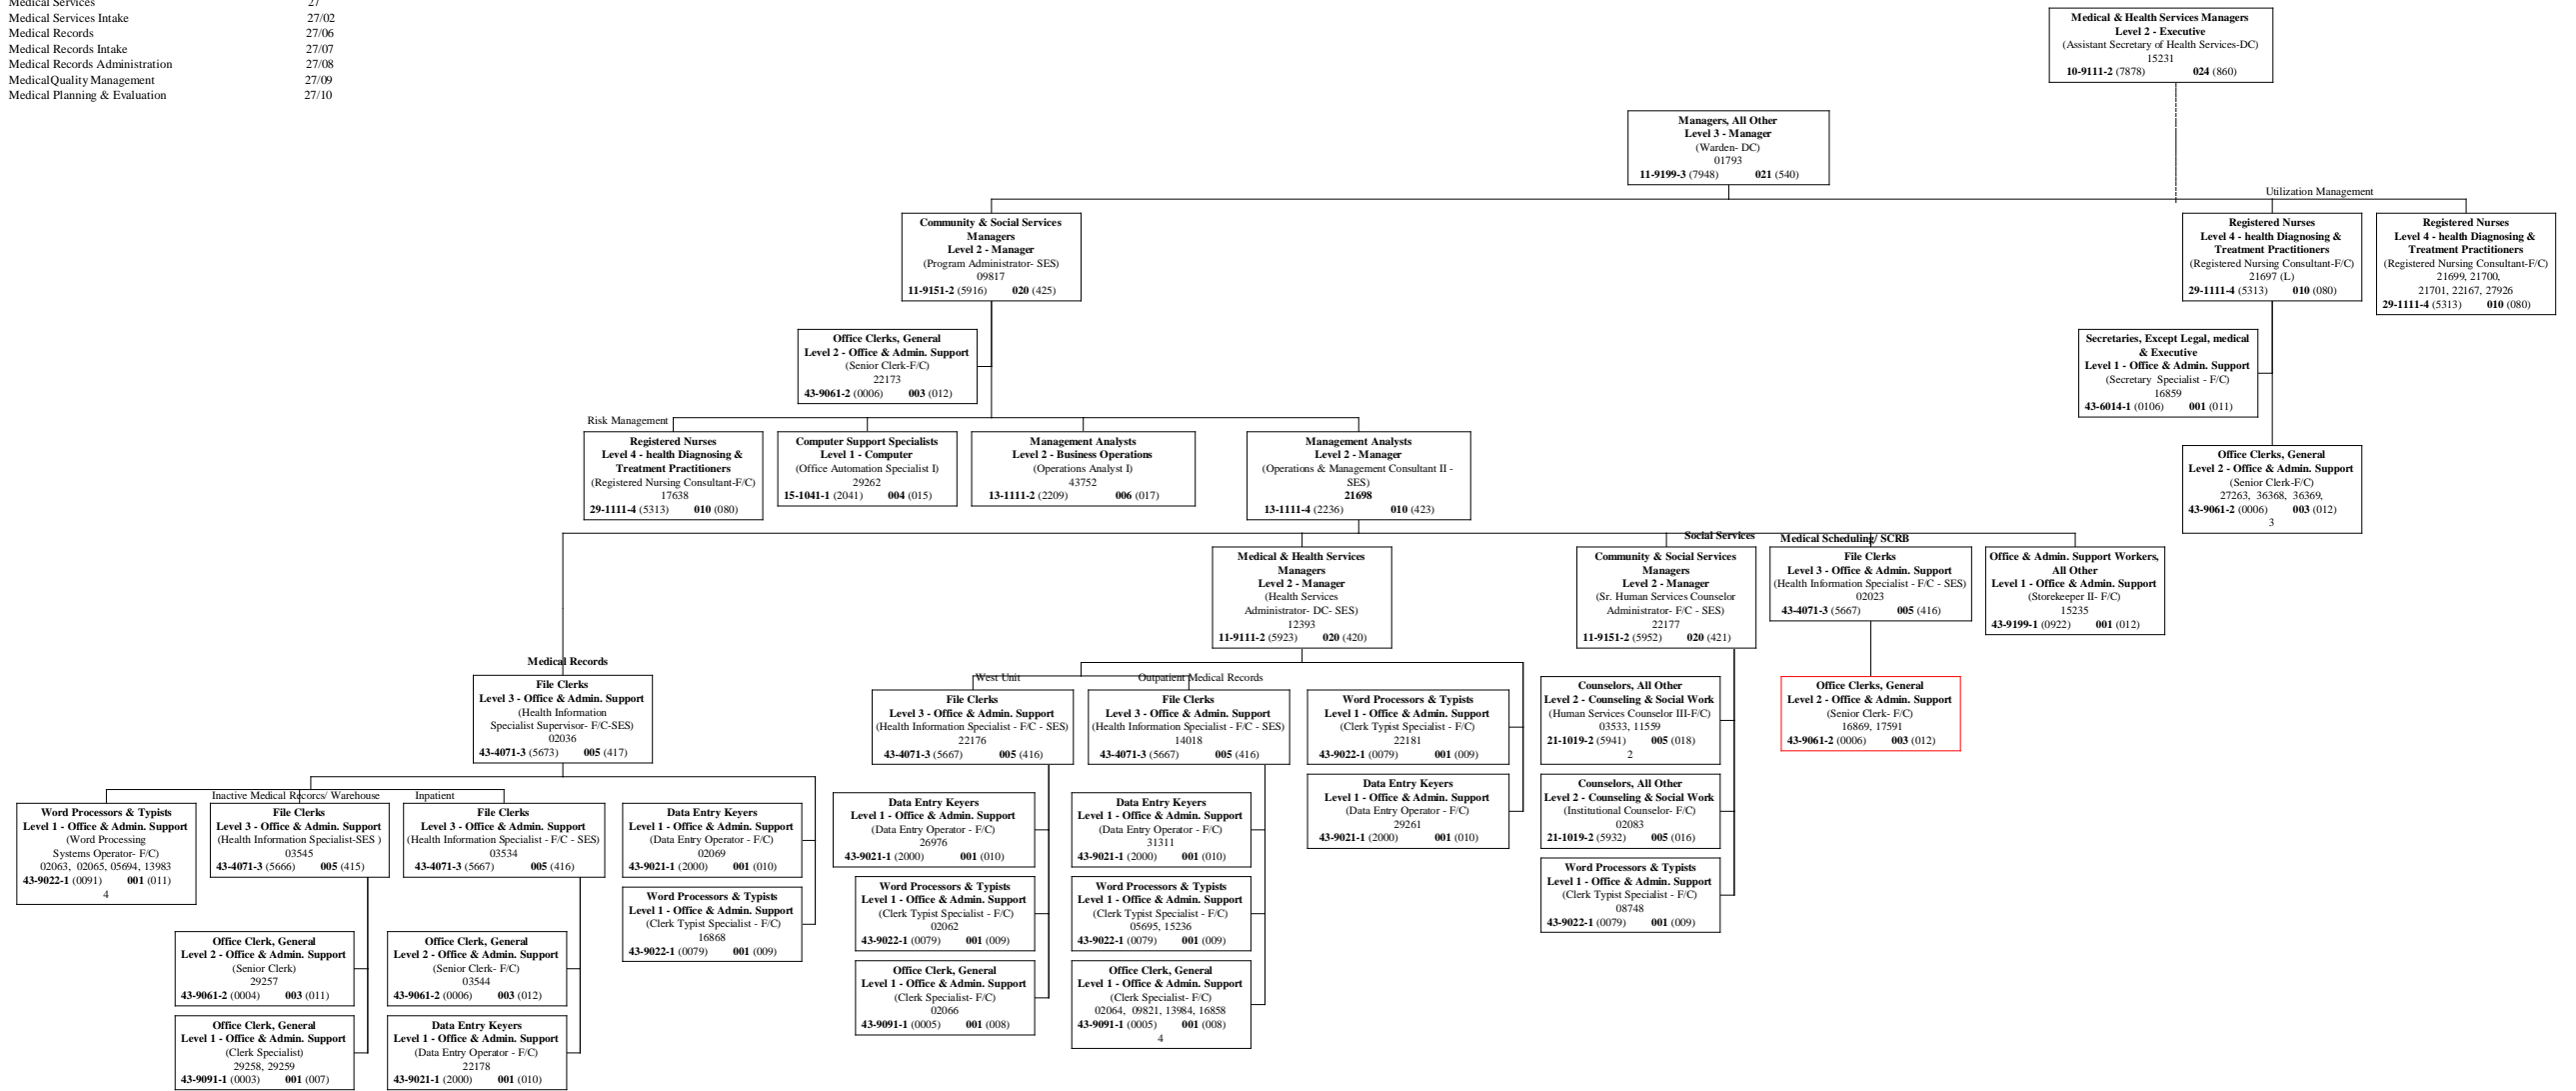 Medical Services 27
Medical Services Intake 27/02
Medical Records 27/06
Medical Records Intake 27/07
Medical Records Administration 27/08
MedicalQuality Management 27/09
Medical Planning & Evaluation 27/10
Medical & Health Services Managers
Level 2 - Executive
(Assistant Secretary of Health Services-DC)
15231
10-9111-2 (7878) 024 (860)
Managers, All Other
Level 3 - Manager
(Warden- DC)
01793
11-9199-3 (7948) 021 (540)
Utilization Management
Community & Social Services
Managers
Level 2 - Manager
(Program Administrator- SES)
09817
11-9151-2 (5916) 020 (425)
Registered Nurses
Level 4 - health Diagnosing &
Treatment Practitioners
(Registered Nursing Consultant-F/C)
21697 (L)
29-1111-4 (5313) 010 (080)
Registered Nurses
Level 4 - health Diagnosing &
Treatment Practitioners
(Registered Nursing Consultant-F/C)
21699, 21700,
21701, 22167, 27926
29-1111-4 (5313) 010 (080)
Office Clerks, General
Level 2 - Office & Admin. Support
(Senior Clerk-F/C)
22173
43-9061-2 (0006) 003 (012)
Secretaries, Except Legal, medical
& Executive
Level 1 - Office & Admin. Support
(Secretary Specialist - F/C)
16859
43-6014-1 (0106) 001 (011)
Risk Management
Registered Nurses
Level 4 - health Diagnosing &
Treatment Practitioners
(Registered Nursing Consultant-F/C)
17638
29-1111-4 (5313) 010 (080)
Computer Support Specialists
Level 1 - Computer
(Office Automation Specialist I)
29262
15-1041-1 (2041) 004 (015)
Management Analysts
Level 2 - Business Operations
(Operations Analyst I)
43752
13-1111-2 (2209) 006 (017)
Management Analysts
Level 2 - Manager
(Operations & Management Consultant II -
SES)
21698
13-1111-4 (2236) 010 (423)
Office Clerks, General
Level 2 - Office & Admin. Support
(Senior Clerk-F/C)
27263, 36368, 36369,
43-9061-2 (0006) 003 (012)
3
Social Services
Medical Scheduling/ SCRB
Medical & Health Services
Managers
Level 2 - Manager
(Health Services
Administrator- DC- SES)
12393
11-9111-2 (5923) 020 (420)
Community & Social Services
Managers
Level 2 - Manager
(Sr. Human Services Counselor
Administrator- F/C - SES)
22177
11-9151-2 (5952) 020 (421)
File Clerks
Level 3 - Office & Admin. Support
(Health Information Specialist - F/C - SES)
02023
43-4071-3 (5667) 005 (416)
Office & Admin. Support Workers,
All Other
Level 1 - Office & Admin. Support
(Storekeeper II- F/C)
15235
43-9199-1 (0922) 001 (012)
Medical Records
File Clerks
Level 3 - Office & Admin. Support
(Health Information
Specialist Supervisor- F/C-SES)
02036
43-4071-3 (5673) 005 (417)
West Unit
File Clerks
Level 3 - Office & Admin. Support
(Health Information Specialist - F/C - SES)
22176
43-4071-3 (5667) 005 (416)
Outpatient Medical Records
File Clerks
Level 3 - Office & Admin. Support
(Health Information Specialist - F/C - SES)
14018
43-4071-3 (5667) 005 (416)
Word Processors & Typists
Level 1 - Office & Admin. Support
(Clerk Typist Specialist - F/C)
22181
43-9022-1 (0079) 001 (009)
Counselors, All Other
Level 2 - Counseling & Social Work
(Human Services Counselor III-F/C)
03533, 11559
21-1019-2 (5941) 005 (018)
2
Office Clerks, General
Level 2 - Office & Admin. Support
(Senior Clerk- F/C)
16869, 17591
43-9061-2 (0006) 003 (012)
Inactive Medical Recorcs/ Warehouse
Inpatient
Word Processors & Typists
Level 1 - Office & Admin. Support
(Word Processing
Systems Operator- F/C)
02063, 02065, 05694, 13983
43-9022-1 (0091) 001 (011)
4
File Clerks
Level 3 - Office & Admin. Support
(Health Information Specialist-SES )
03545
43-4071-3 (5666) 005 (415)
File Clerks
Level 3 - Office & Admin. Support
(Health Information Specialist - F/C - SES)
03534
43-4071-3 (5667) 005 (416)
Data Entry Keyers
Level 1 - Office & Admin. Support
(Data Entry Operator - F/C)
02069
43-9021-1 (2000) 001 (010)
Data Entry Keyers
Level 1 - Office & Admin. Support
(Data Entry Operator - F/C)
26976
43-9021-1 (2000) 001 (010)
Data Entry Keyers
Level 1 - Office & Admin. Support
(Data Entry Operator - F/C)
31311
43-9021-1 (2000) 001 (010)
Data Entry Keyers
Level 1 - Office & Admin. Support
(Data Entry Operator - F/C)
29261
43-9021-1 (2000) 001 (010)
Counselors, All Other
Level 2 - Counseling & Social Work
(Institutional Counselor- F/C)
02083
21-1019-2 (5932) 005 (016)
Word Processors & Typists
Level 1 - Office & Admin. Support
(Clerk Typist Specialist - F/C)
16868
43-9022-1 (0079) 001 (009)
Word Processors & Typists
Level 1 - Office & Admin. Support
(Clerk Typist Specialist - F/C)
02062
43-9022-1 (0079) 001 (009)
Word Processors & Typists
Level 1 - Office & Admin. Support
(Clerk Typist Specialist - F/C)
05695, 15236
43-9022-1 (0079) 001 (009)
Word Processors & Typists
Level 1 - Office & Admin. Support
(Clerk Typist Specialist - F/C)
08748
43-9022-1 (0079) 001 (009)
Office Clerk, General
Level 2 - Office & Admin. Support
(Senior Clerk)
29257
43-9061-2 (0004) 003 (011)
Office Clerk, General
Level 2 - Office & Admin. Support
(Senior Clerk- F/C)
03544
43-9061-2 (0006) 003 (012)
Office Clerk, General
Level 1 - Office & Admin. Support
(Clerk Specialist- F/C)
02066
43-9091-1 (0005) 001 (008)
Office Clerk, General
Level 1 - Office & Admin. Support
(Clerk Specialist- F/C)
02064, 09821, 13984, 16858
43-9091-1 (0005) 001 (008)
4
Office Clerk, General
Level 1 - Office & Admin. Support
(Clerk Specialist)
29258, 29259
43-9091-1 (0003) 001 (007)
Data Entry Keyers
Level 1 - Office & Admin. Support
(Data Entry Operator - F/C)
22178
43-9021-1 (2000) 001 (010)